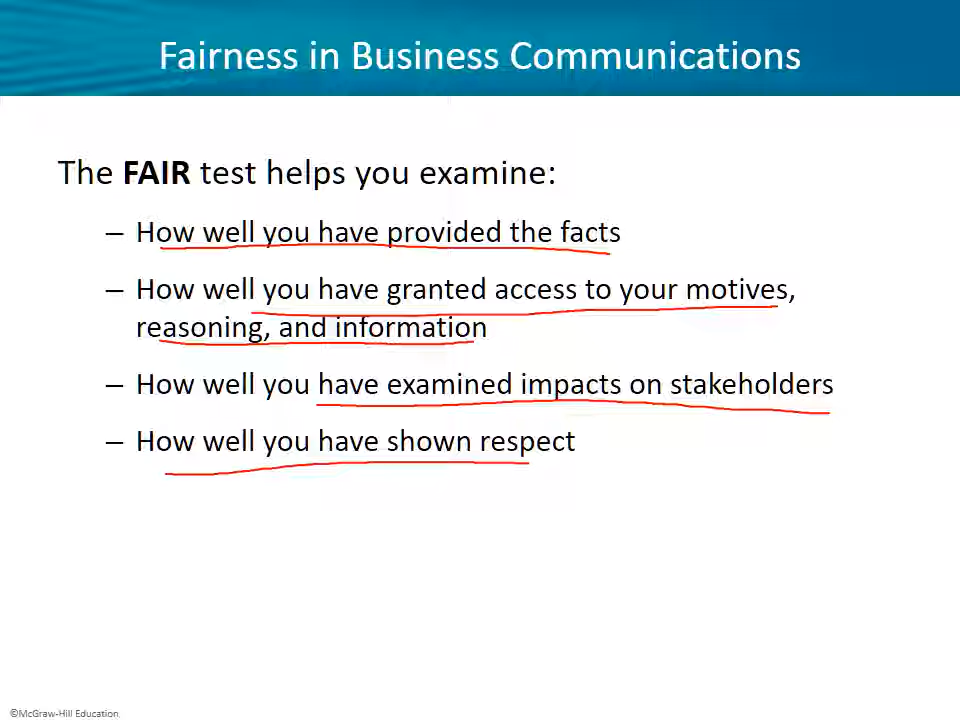 Fairness in Business Communications
The FAIR test helps you examine:
– How well you have provided the facts
– How well you have granted access to your motives,
reasoning, and information
– How well you have examined impacts on stakeholders
– How well you have shown respect
©McGraw-Hill Education.